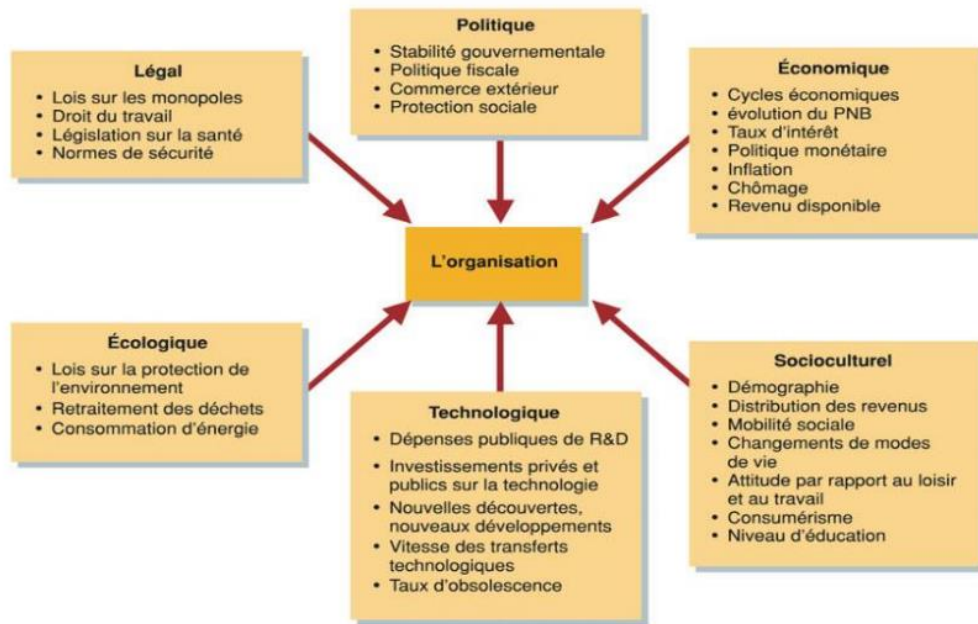 Politique
• Stabilité gouvernementale
• Politique fiscale
• Commerce extérieur
• Protection sociale
Légal
• Lois sur les monopoles
• Droit du travail
• Législation sur la santé
• Normes de sécurité
Économique
• Cycles économiques
• évolution du PNB
• Taux d'intérêt
• Politique monétaire
• Inflation
• Chômage
• Revenu disponible
L'organisation
Écologique
• Lois sur la protection de
l'environnement
• Retraitement des déchets
• Consommation d'énergie
Technologique
• Dépenses publiques de R&D
• Investissements privés et
publics sur la technologie
• Nouvelles découvertes,
nouveaux développements
• Vitesse des transferts
technologiques
• Taux d'obsolescence
Socioculturel
• Démographie
• Distribution des revenus
• Mobilité sociale
• Changements de modes
de vie
• Attitude par rapport au loisir
et au travail
• Consumérisme
• Niveau d'éducation